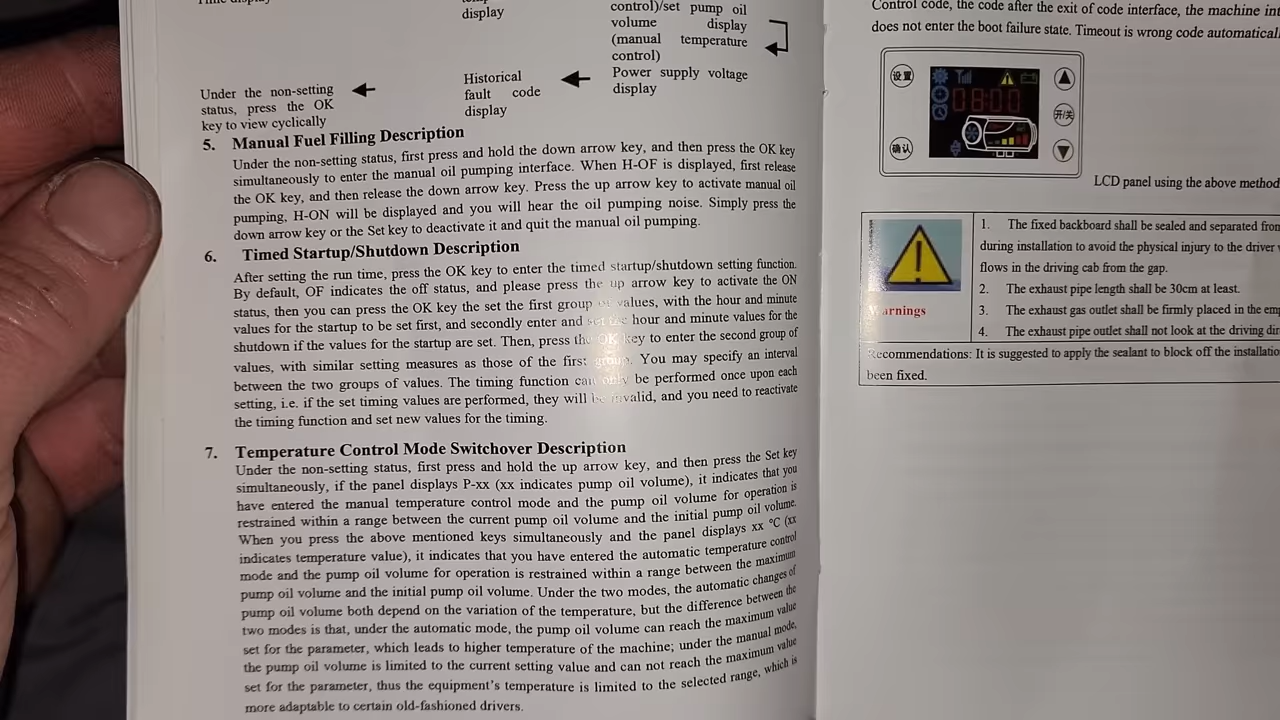 display
control)/set pump oil
volume display
(manual temperature
control)
Under the non-setting
status, press the OK
key to view cyclically
Historical
fault code
display
Power supply voltage
display
5. Manual Fuel Filling Description
Under the non-setting status, first press and hold the down arrow key, and then press the OK key
simultaneously to enter the manual oil pumping interface. When H-OF is displayed, first release
the OK key, and then release the down arrow key. Press the up arrow key to activate manual oil
pumping, H-ON will be displayed and you will hear the oil pumping noise. Simply press the
down arrow key or the Set key to deactivate it and quit the manual oil pumping.
6. Timed Startup/Shutdown Description
After setting the run time, press the OK key to enter the timed startup/shutdown setting function.
By default, OF indicates the off status, and please press the up arrow key to activate the ON
status, then you can press the OK key the set the first group of values, with the hour and minute
values for the startup to be set first, and secondly enter and set the hour and minute values for the
shutdown if the values for the startup are set. Then, press the OK key to enter the second group of
values, with similar setting measures as those of the first group. You may specify an interval
between the two groups of values. The timing function can only be performed once upon each
setting, i.e. if the set timing values are performed, they will be invalid, and you need to reactivate
the timing function and set new values for the timing.
7. Temperature Control Mode Switchover Description
Under the non-setting status, first press and hold the up arrow key, and then press the Set key
simultaneously, if the panel displays P-xx (xx indicates pump oil volume), it indicates that you
have entered the manual temperature control mode and the pump oil volume for operation is
restrained within a range between the current pump oil volume and the initial pump oil volume.
When you press the above mentioned keys simultaneously and the panel displays xx °C (xx
indicates temperature value), it indicates that you have entered the automatic temperature control
mode and the pump oil volume for operation is restrained within a range between the maximum
pump oil volume and the initial pump oil volume. Under the two modes, the automatic changes of
pump oil volume both depend on the variation of the temperature, but the difference between the
two modes is that, under the automatic mode, the pump oil volume can reach the maximum value
set for the parameter, which leads to higher temperature of the machine; under the manual mode,
the pump oil volume is limited to the current setting value and can not reach the maximum value
set for the parameter, thus the equipment's temperature is limited to the selected range, which is
more adaptable to certain old-fashioned drivers.
Control code, the code after the exit of code interface, the machine
does not enter the boot failure state. Timeout is wrong code
设置
08:00
开/关
确认
LCD panel using the above method
Warnings
1. The fixed backboard shall be sealed and separated
during installation to avoid the physical injury to the driver
flows in the driving cab from the gap.
2. The exhaust pipe length shall be 30cm at least.
3. The exhaust gas outlet shall be firmly placed in the
4. The exhaust pipe outlet shall not look at the driving
Recommendations: It is suggested to apply the sealant to block off the
been fixed.